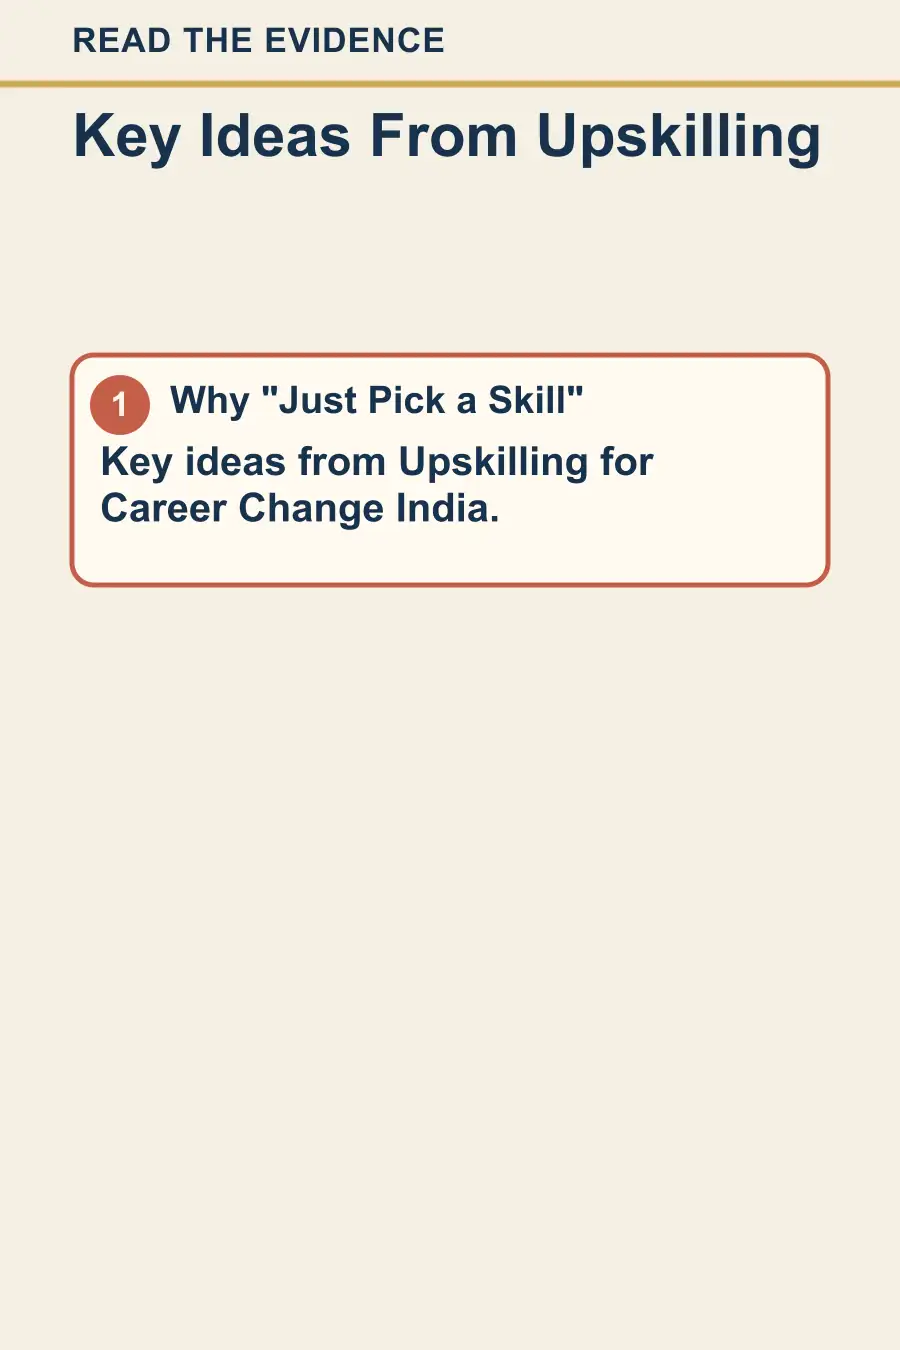 READ THE EVIDENCE
Key Ideas From Upskilling
1 Why "Just Pick a Skill"
Key ideas from Upskilling for
Career Change India.